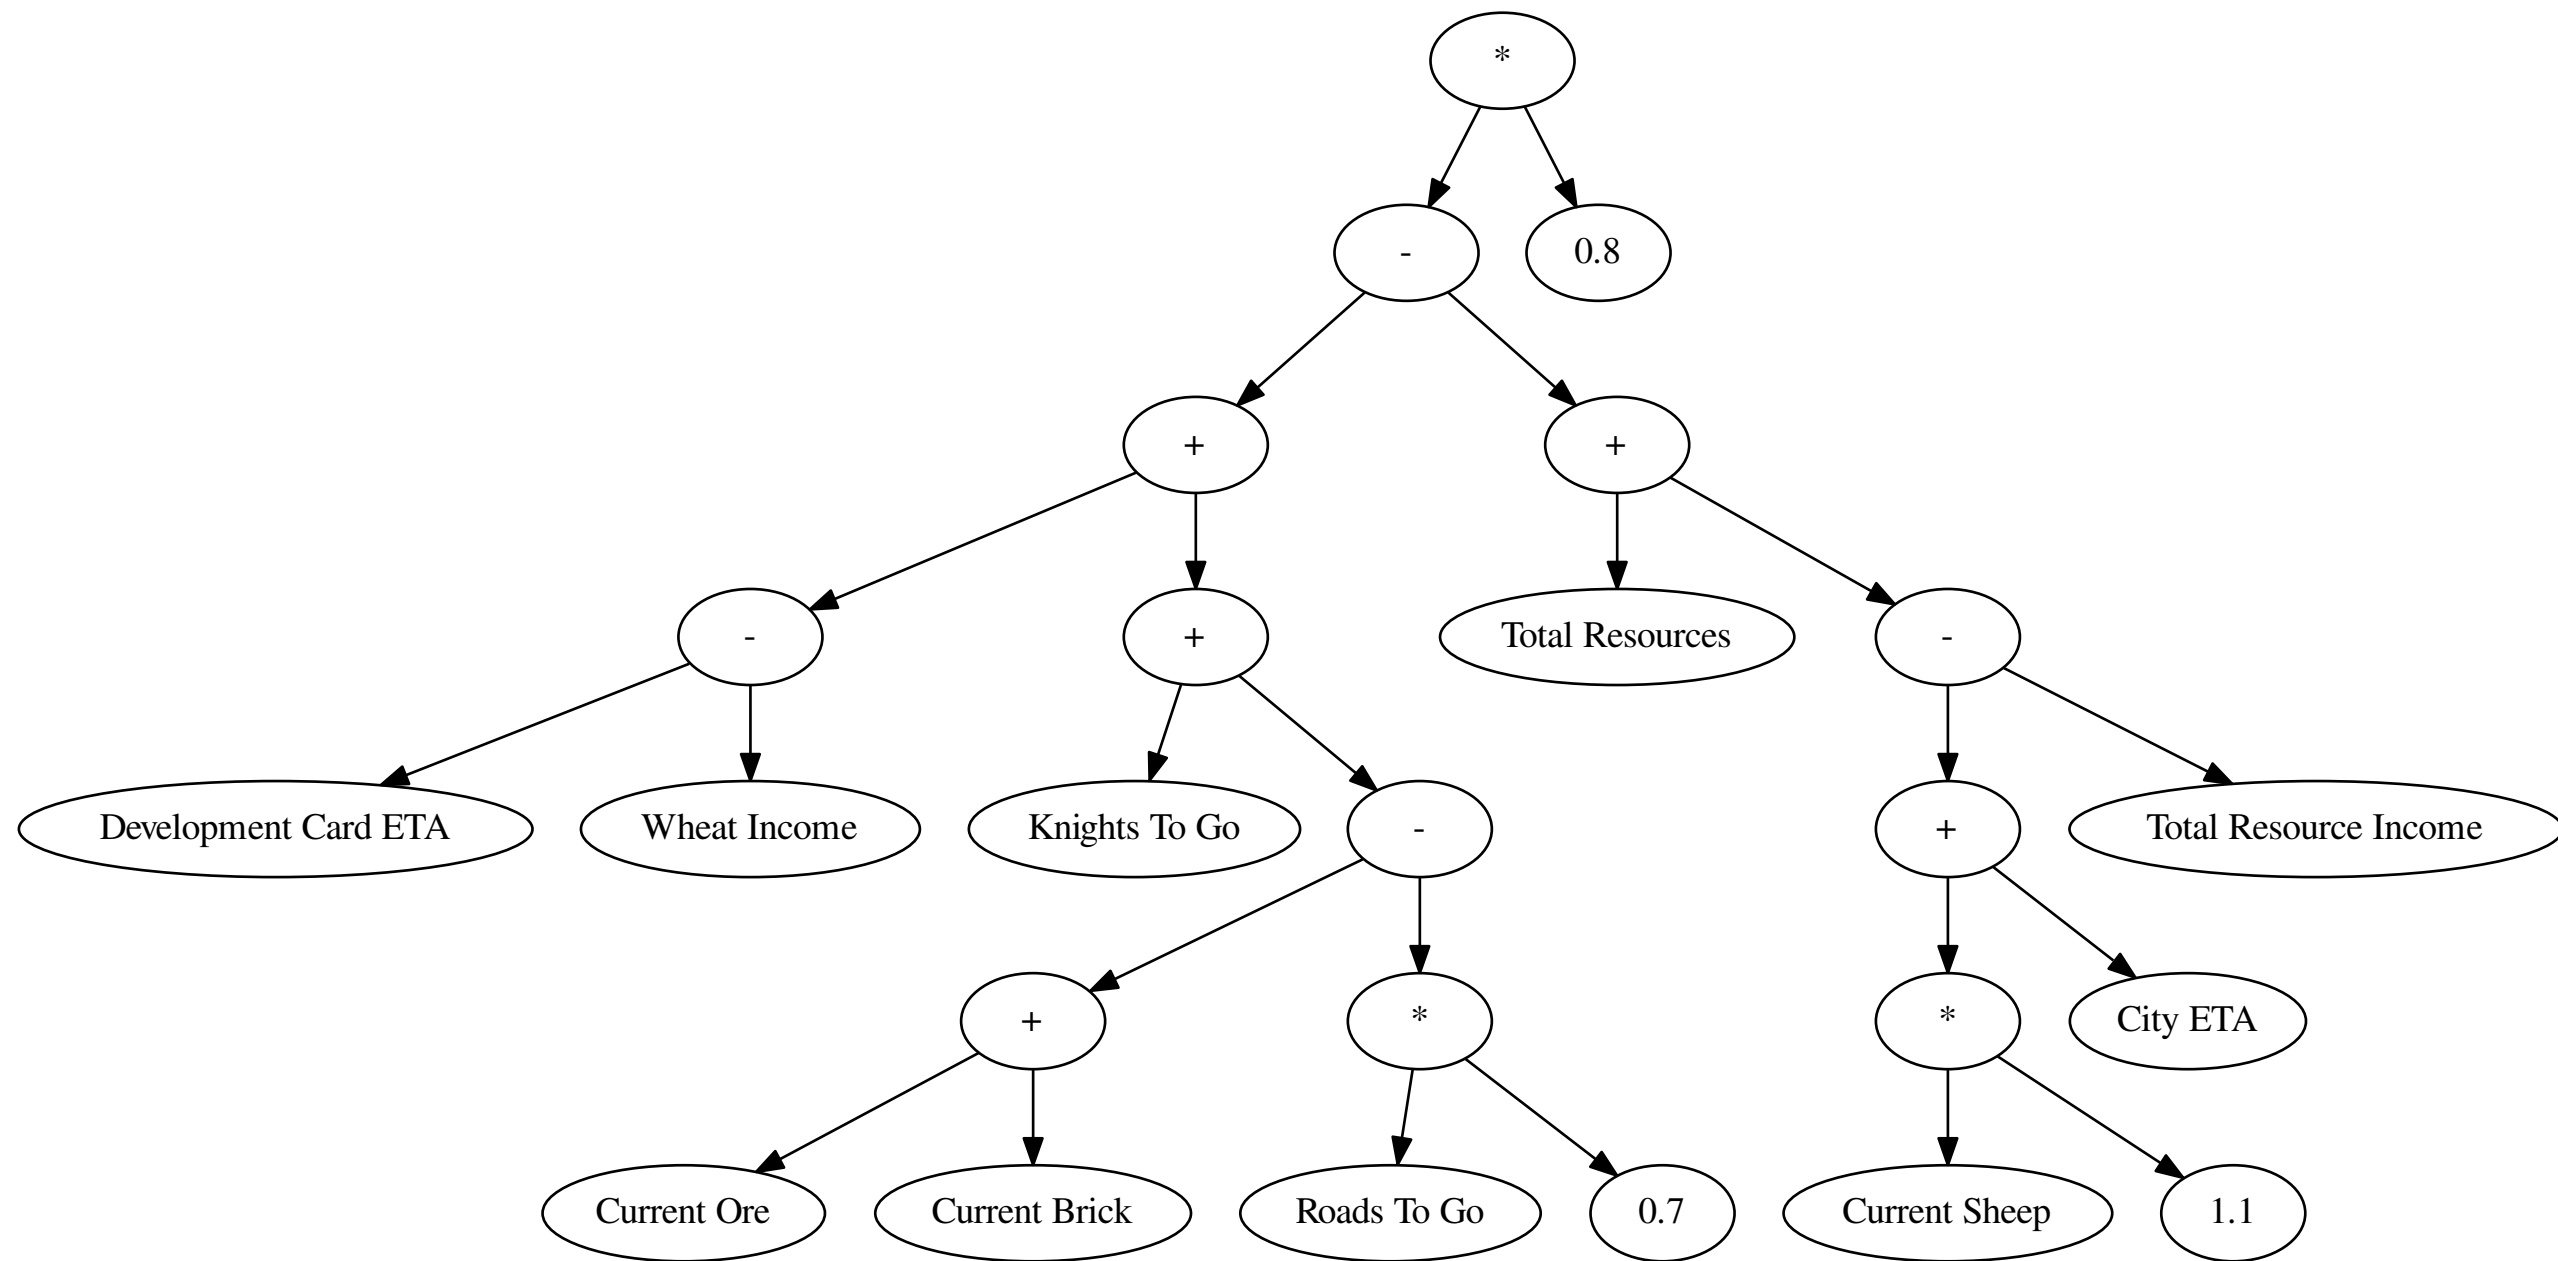 *
-
0.8
+
+
-
+
Total Resources
-
Development Card ETA
Wheat Income
Knights To Go
-
+
Total Resource Income
+
*
*
City ETA
Current Ore
Current Brick
Roads To Go
0.7
Current Sheep
1.1